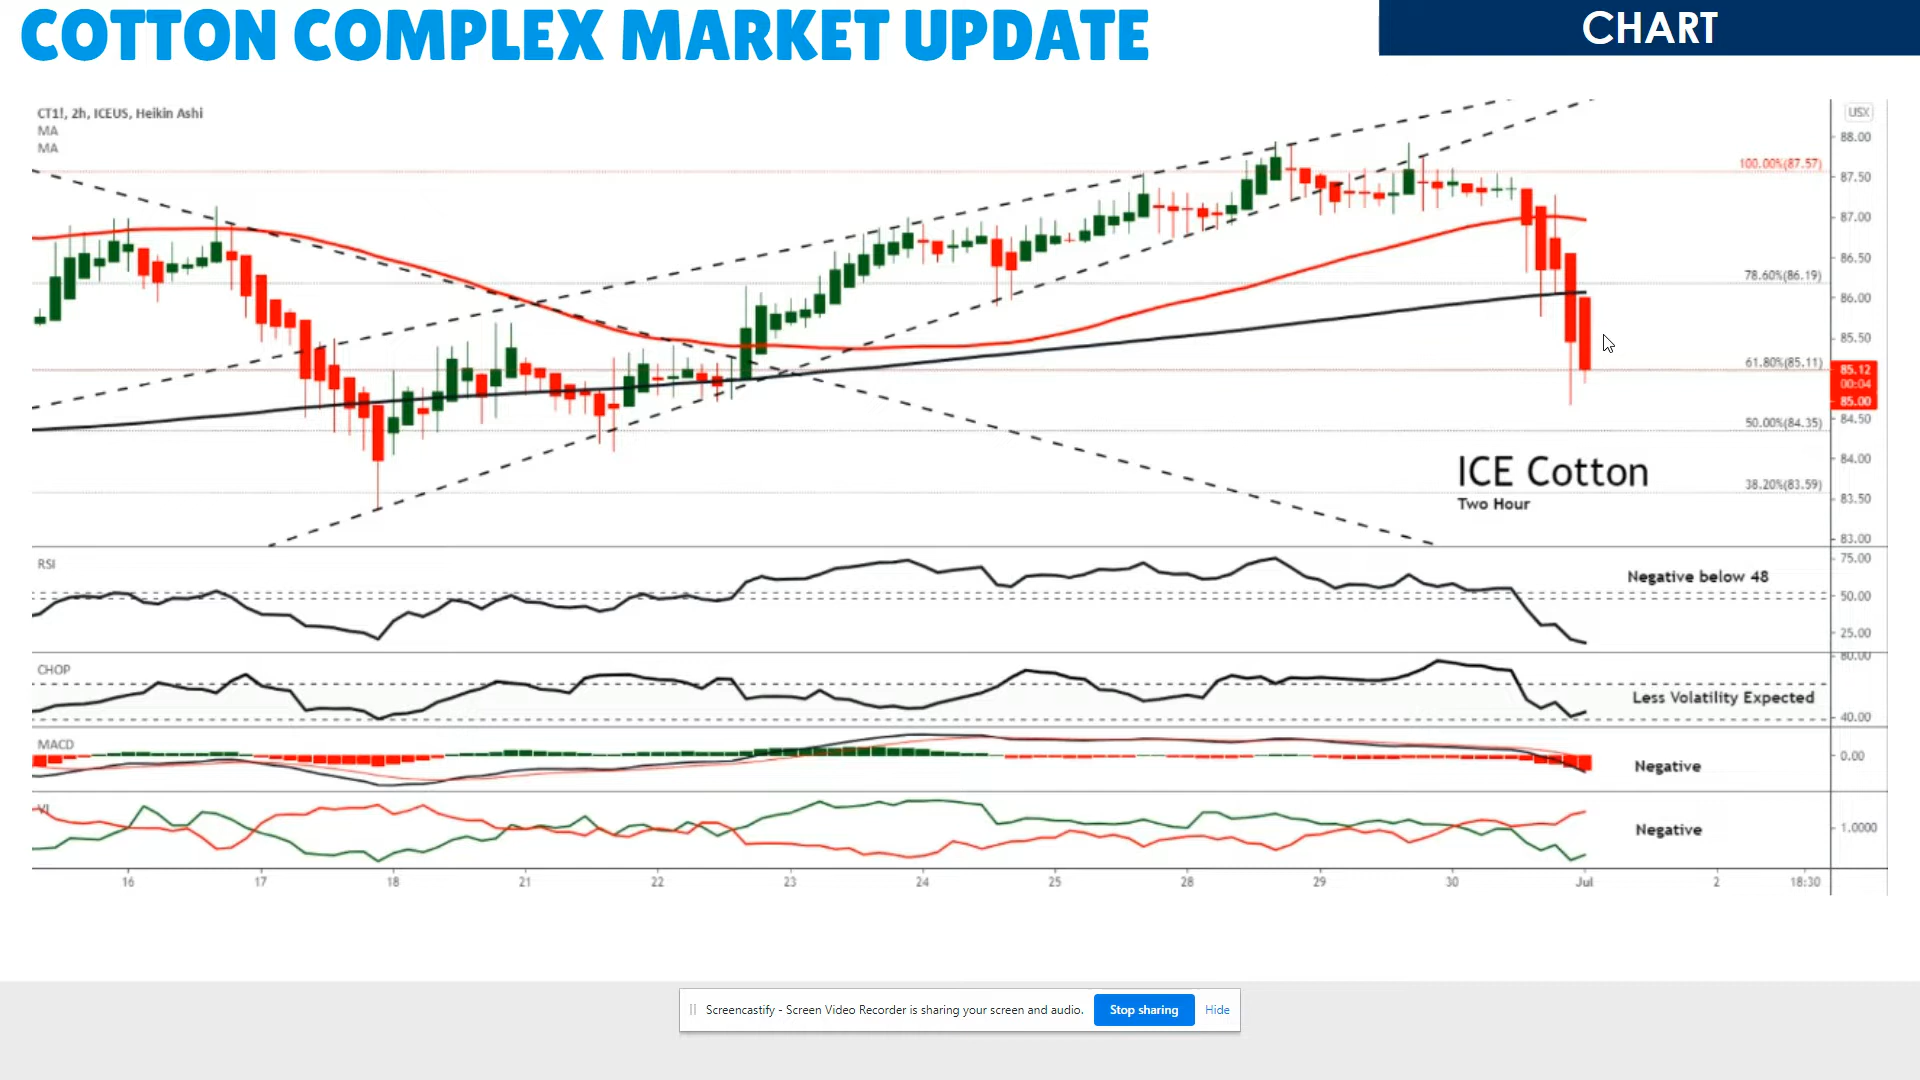 COTTON COMPLEX MARKET UPDATE
CHART
CT1!, 2h, ICEUS, Heikin Ashi
MA
MA
USX
88.00
100.00%(87.57)
87.50
87.00
86.50
78.60%(86.19)
86.00
85.50
61.80%(85.11)
85.12
00:04
85.00
84.50
50.00%(84.35)
84.00
ICE Cotton
38.20%(83.59)
83.50
Two Hour
83.00
75.00
RSI
Negative below 48
50.00
25.00
80.00
CHOP
Less Volatility Expected
40.00
MACD
0.00
Negative
VI
1.0000
Negative
16 17 18 21 22 23 24 25 28 29 30 Jul 2 18:30
Screencastify - Screen Video Recorder is sharing your screen and audio. Stop sharing Hide